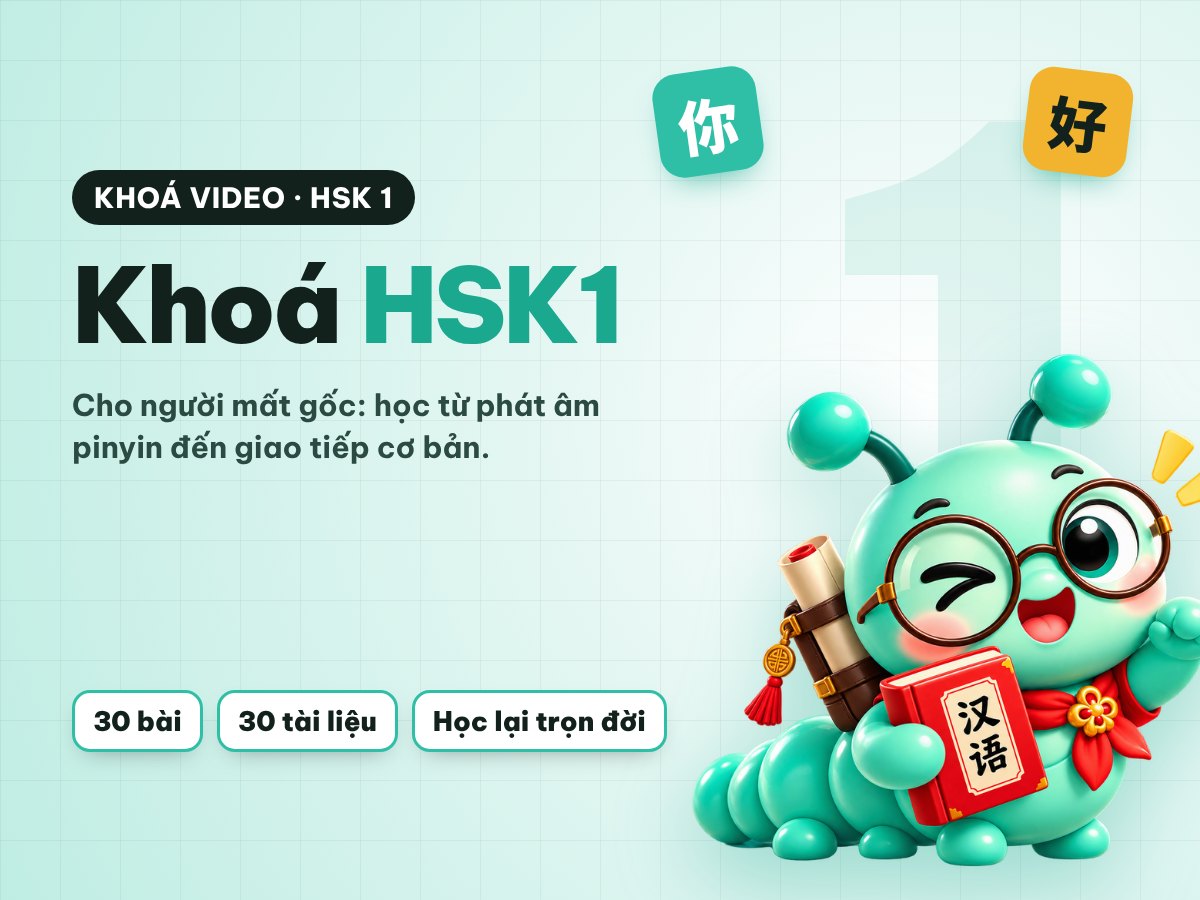 你
好
KHOÁ VIDEO · HSK 1
Khoá HSK1
Cho người mất gốc: học từ phát âm
pinyin đến giao tiếp cơ bản.
30 bài
30 tài liệu
Học lại trọn đời
汉
语
1